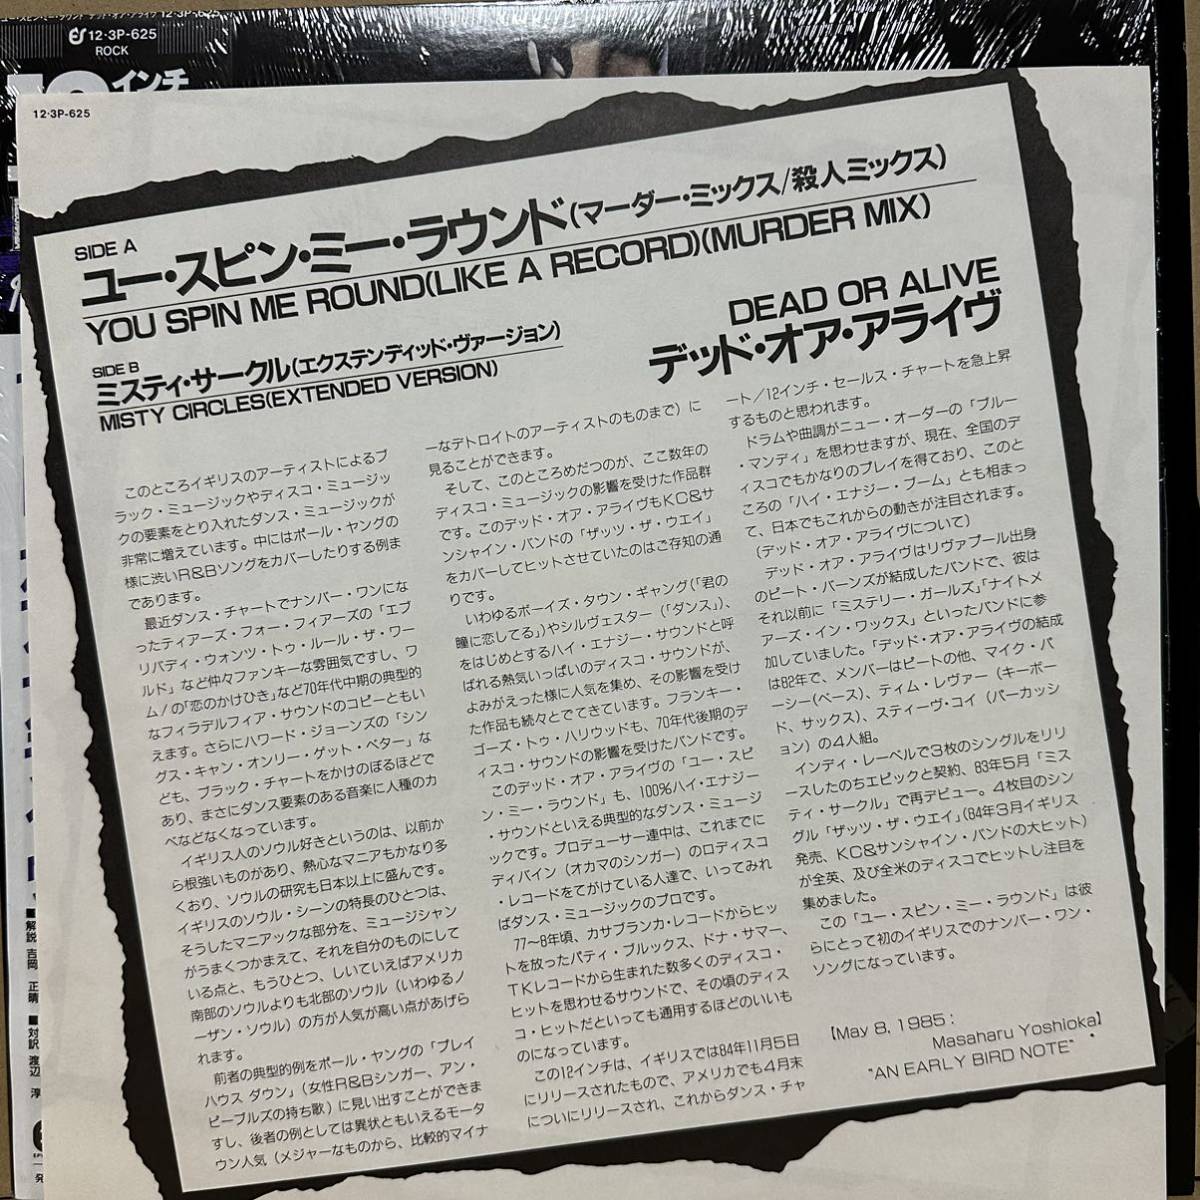 12・3P-625
ROCK
インチ
12・3P-625
SIDE A
ユー・スピン・ミー・ラウンド(マーダー・ミックス/殺人ミックス)
YOU SPIN ME ROUND(LIKE A RECORD)(MURDER MIX)
SIDE B
ミスティ・サークル(エクステンディッド・ヴァージョン)
MISTY CIRCLES(EXTENDED VERSION)
DEAD OR ALIVE
デッド・オア・アライヴ
このところイギリスのアーティストによるブ
ラック・ミュージックやディスコ・ミュージッ
クの要素をとり入れたダンス・ミュージックが
非常に増えています。中にはポール・ヤングの
様に渋いR&Bソングをカバーしたりする例ま
であります。
最近ダンス・チャートでナンバー・ワンにな
ったティアーズ・フォー・フィアーズの「エブ
リバディ・ウォンツ・トゥ・ルール・ザ・ワー
ルド」など仲々ファンキーな雰囲気ですし、ワ
ム!の「恋のかけひき」など70年代中期の典型的
なフィラデルフィア・サウンドのコピーともい
えます。さらにハワード・ジョーンズの「シン
グス・キャン・オンリー・ゲット・ベター」な
ども、ブラック・チャートをかけのぼるほどで
あり、まさにダンス要素のある音楽に人種のカ
ベなどなくなっています。
イギリス人のソウル好きというのは、以前か
ら根強いものがあり、熱心なマニアもかなり多
くおり、ソウルの研究も日本以上に盛んです。
イギリスのソウル・シーンの特長のひとつは、
そうしたマニアックな部分を、ミュージシャン
がうまくつかまえて、それを自分のものにして
いる点と、もうひとつ、しいていえばアメリカ
南部のソウルよりも北部のソウル(いわゆるノ
ーザン・ソウル)の方が人気が高い点があげら
れます。
前者の典型的例をポール・ヤングの「プレイ
ハウス ダウン」(女性R&Bシンガー、アン・
ピーブルズの持ち歌)に見い出すことができま
すし、後者の例としては異状ともいえるモータ
ウン人気(メジャーなものから、比較的マイナ
ーなデトロイトのアーティストのものまで)に
見ることができます。
そして、このところめだつのが、ここ数年の
ディスコ・ミュージックの影響を受けた作品群
です。このデッド・オア・アライヴもKC&サ
ンシャイン・バンドの「ザッツ・ザ・ウエイ」
をカバーしてヒットさせていたのはご存知の通
りです。
いわゆるボーイズ・タウン・ギャング(「君の
瞳に恋してる」)やシルヴェスター(「ダンス」)、
をはじめとするハイ・エナジー・サウンドと呼
ばれる熱気いっぱいのディスコ・サウンドが、
よみがえった様に人気を集め、その影響を受け
た作品も続々とでてきています。フランキー・
ゴーズ・トゥ・ハリウッドも、70年代後期のデ
ィスコ・サウンドの影響を受けたバンドです。
このデッド・オア・アライヴの「ユー・スピ
ン・ミー・ラウンド」も、100%ハイ・エナジー
・サウンドといえる典型的なダンス・ミュージ
ックです。プロデューサー連中は、これまでに
ディバイン(オカマのシンガー)のロディスコ
・レコードをてがけている人達で、いってみれ
ばダンス・ミュージックのプロです。
77〜8年頃、カサブランカ・レコードからヒッ
トを放ったパティ・ブルックス、ドナ・サマー、
TKレコードから生まれた数多くのディスコ・
ヒットを思わせるサウンドで、その頃のディス
コ・ヒットだといっても通用するほどのいいも
のになっています。
この12インチは、イギリスでは84年11月5日
にリリースされたもので、アメリカでも4月末
についにリリースされ、これからダンス・チャ
ート/12インチ・セールス・チャートを急上昇
するものと思われます。
ドラムや曲調がニュー・オーダーの「ブルー
・マンディ」を思わせますが、現在、全国のデ
ィスコでもかなりのプレイを得ており、このと
ころの「ハイ・エナジー・ブーム」とも相まっ
て、日本でもこれからの動きが注目されます。
(デッド・オア・アライヴについて)
デッド・オア・アライヴはリヴァプール出身
のピート・バーンズが結成したバンドで、彼は
それ以前に「ミステリー・ガールズ」「ナイトメ
アーズ・イン・ワックス」といったバンドに参
加していました。「デッド・オア・アライヴの結成
は82年で、メンバーはピートの他、マイク・パ
ーシー(ベース)、ティム・レヴァー(キーボー
ド、サックス)、スティーヴ・コイ(パーカッシ
ョン)の4人組。
インディ・レーベルで3枚のシングルをリリ
ースしたのちエピックと契約、83年5月「ミス
ティ・サークル」で再デビュー。4枚目のシン
グル「ザッツ・ザ・ウエイ」(84年3月イギリス
発売、KC&サンシャイン・バンドの大ヒット)
が全英、及び全米のディスコでヒットし注目を
集めました。
この「ユー・スピン・ミー・ラウンド」は彼
らにとって初のイギリスでのナンバー・ワン・
ソングになっています。
【May 8, 1985:
Masaharu Yoshioka】
"AN EARLY BIRD NOTE"
■解説 吉岡 正晴 ■対訳 渡辺 淳